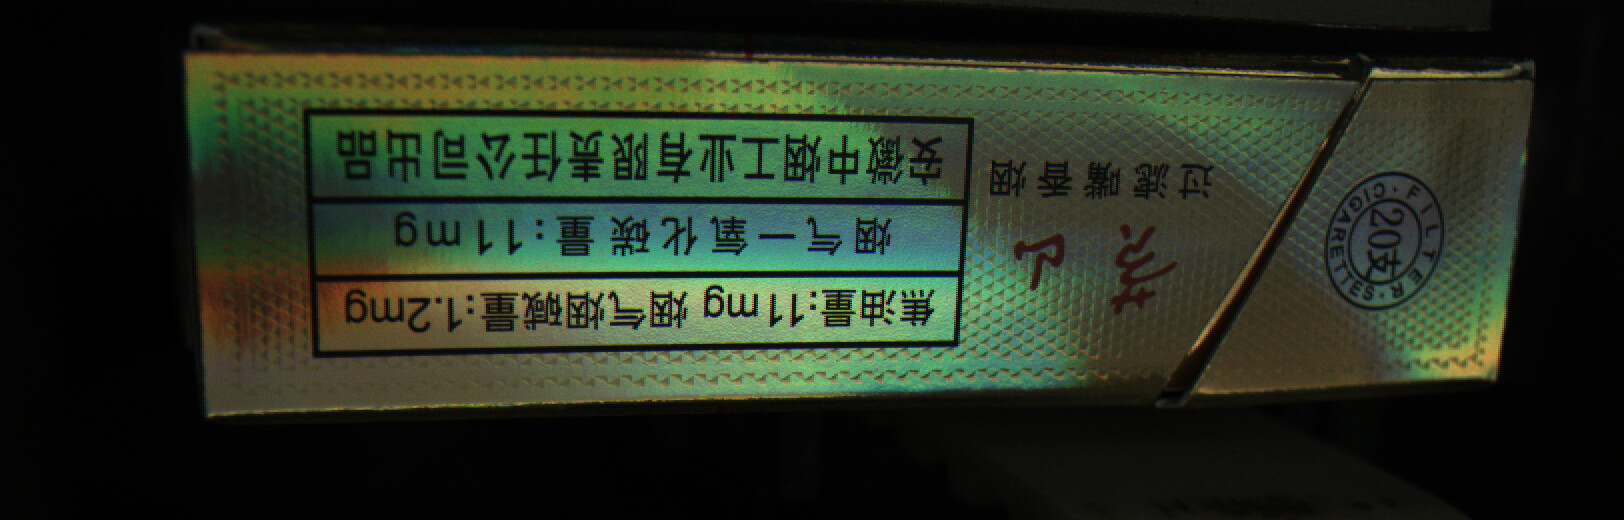 焦油量:11mg 烟气烟碱量:1.2mg
烟气一氧化碳量:11mg
安徽中烟工业有限责任公司出品
过滤嘴香烟
FILTER · CIGARETTES ·
20支